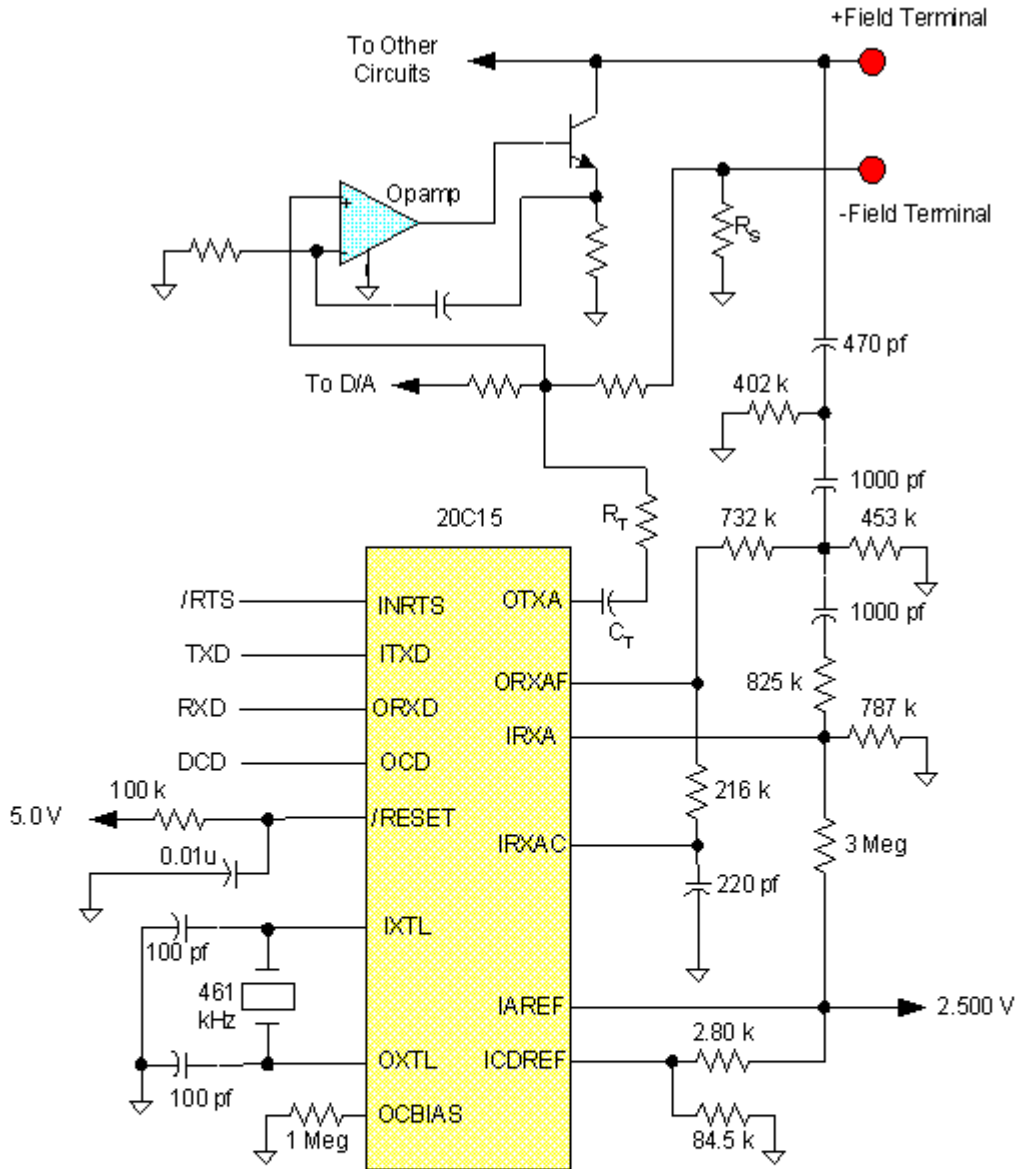 +Field Terminal
To Other
Circuits
Opamp
-Field Terminal
R_S
470 pf
To D/A
402 k
1000 pf
20C15
R_T
732 k
453 k
/RTS
INRTS
OTXA
1000 pf
C_T
TXD
ITXD
ORXAF
825 k
RXD
ORXD
IRXA
787 k
DCD
OCD
100 k
216 k
5.0 V
/RESET
IRXAC
3 Meg
0.01u
220 pf
IXTL
100 pf
461
kHz
IAREF
2.500 V
2.80 k
OXTL
ICDREF
100 pf
OCBIAS
1 Meg
84.5 k
+
-